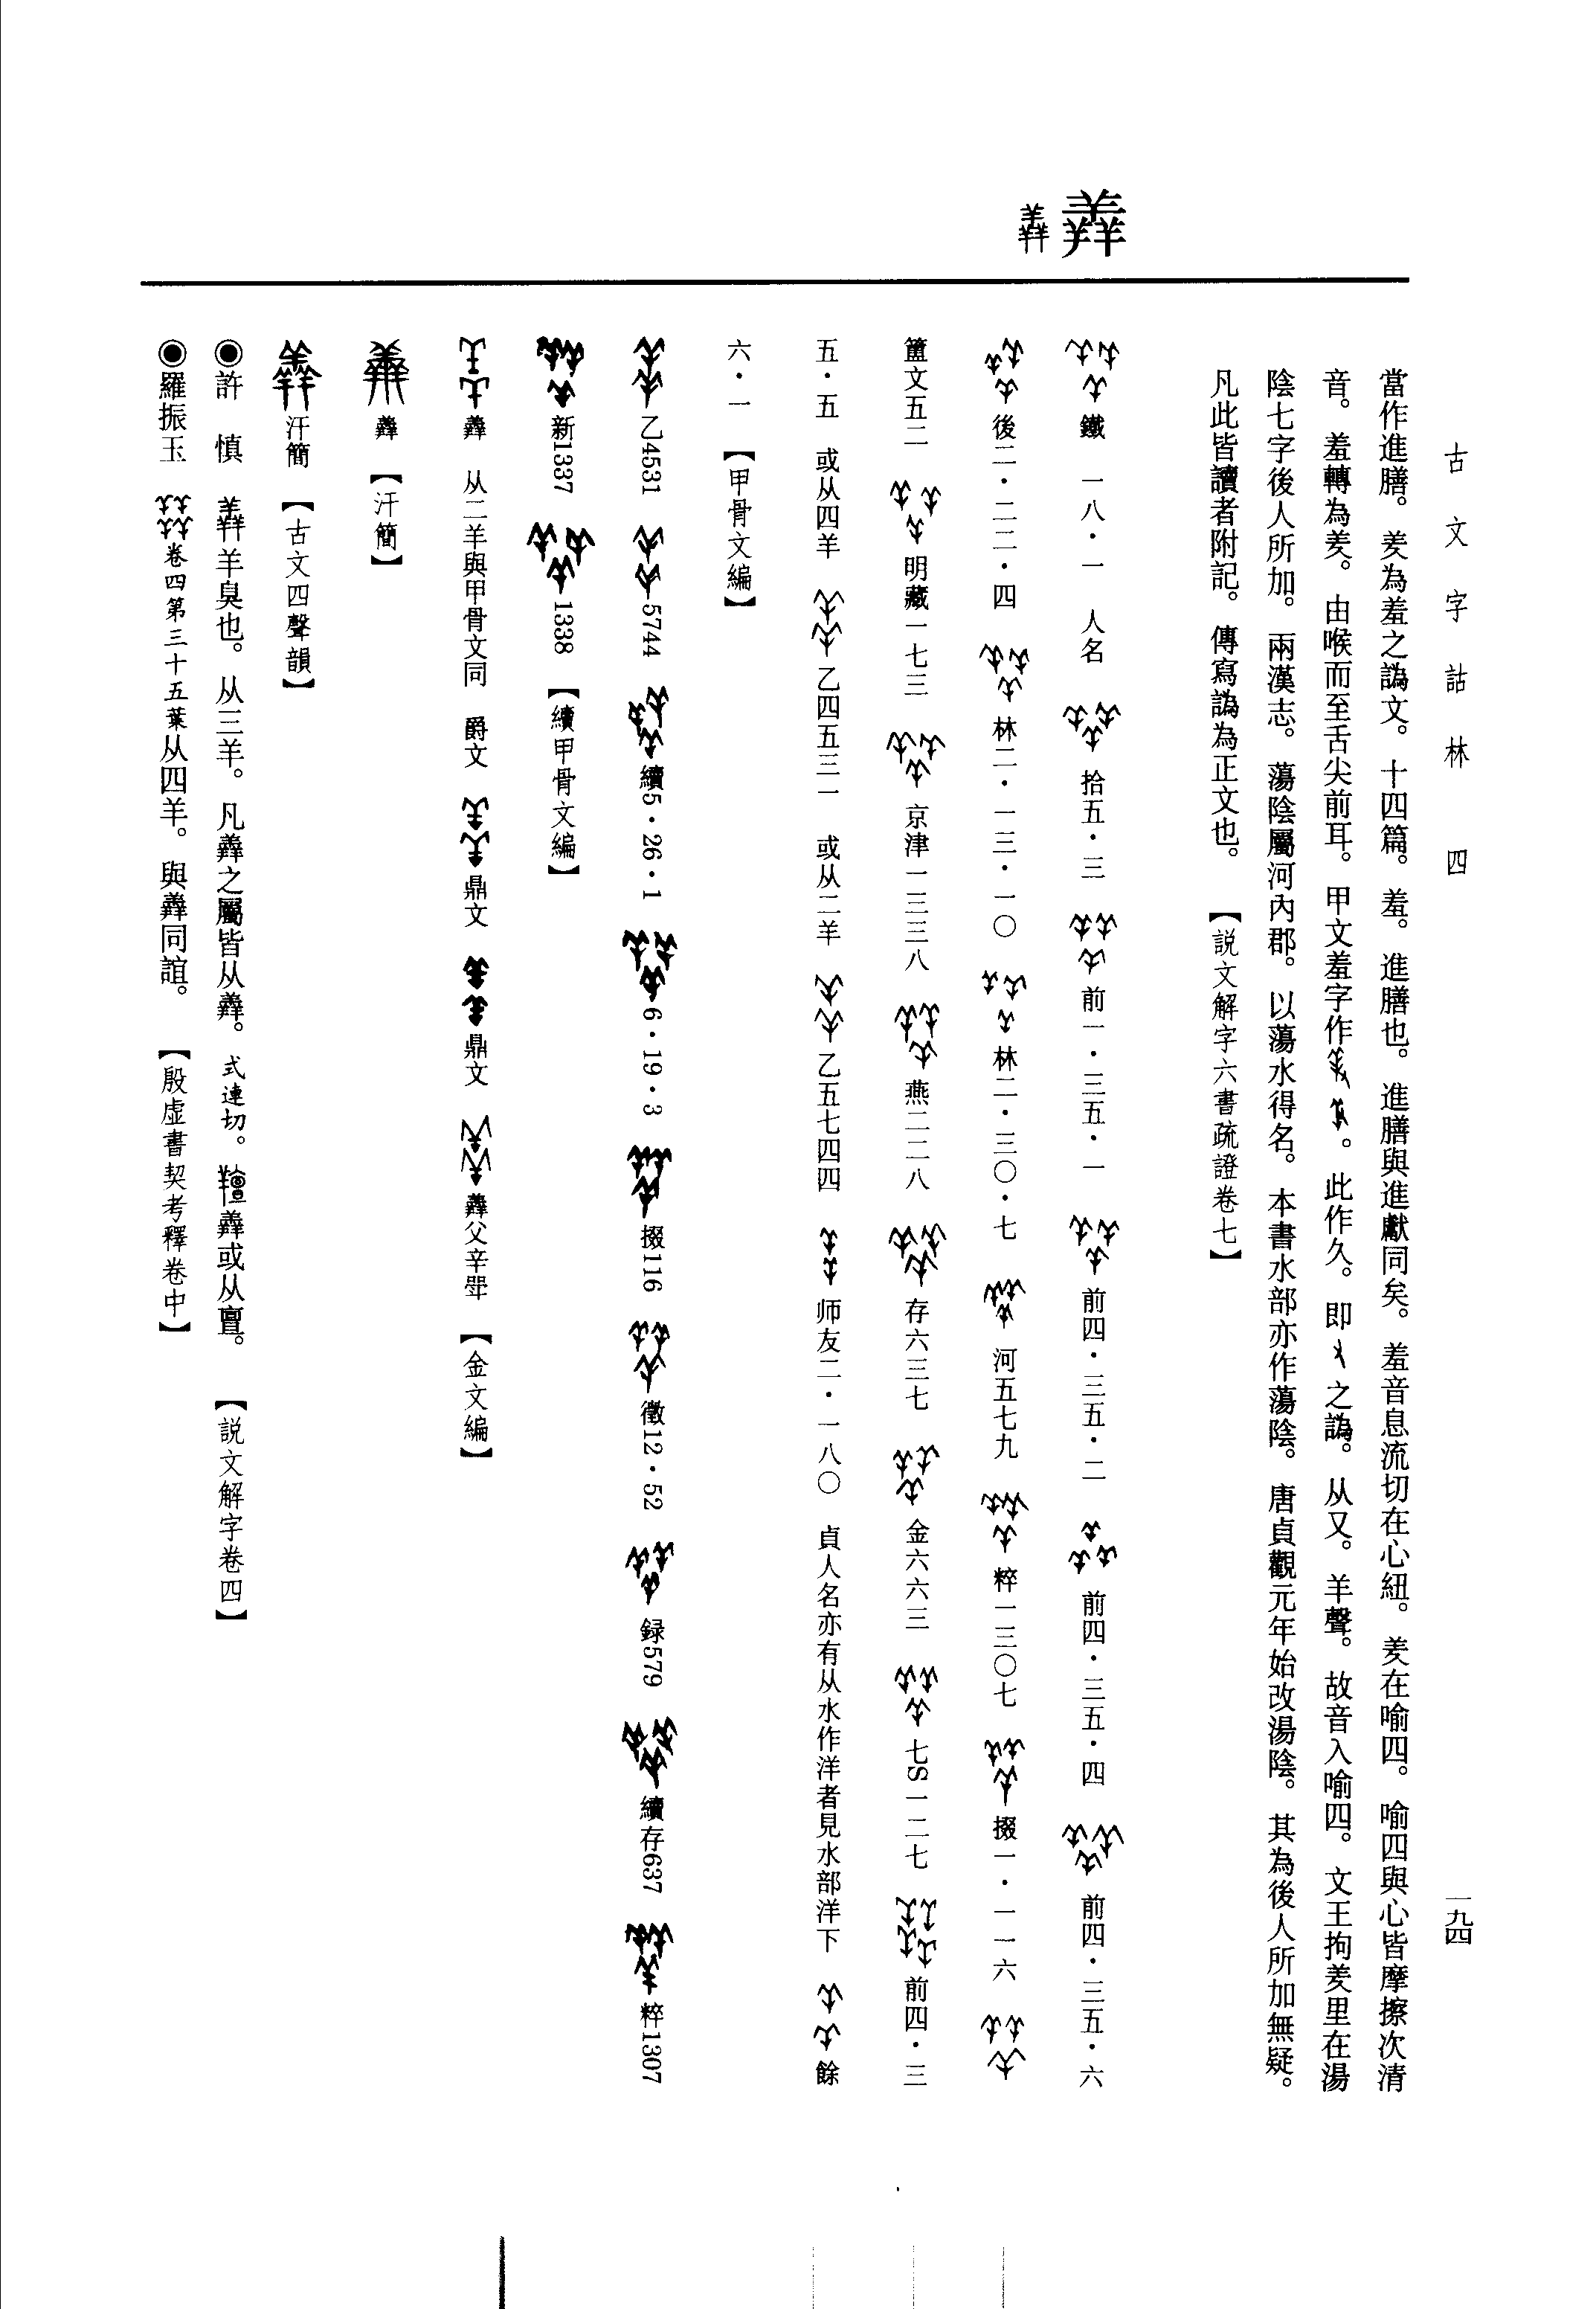 古文字詁林　四
一九四
當作進膳。羑為羞之譌文。十四篇。羞。進膳也。進膳與進獻同矣。羞音息流切在心紐。羑在喻四。喻四與心皆摩擦次清
音。羞轉為羑。由喉而至舌尖前耳。甲文羞字作。此作久。即之譌。从又。羊聲。故音入喻四。文王拘羑里在湯
陰七字後人所加。兩漢志。蕩陰屬河內郡。以蕩水得名。本書水部亦作蕩陰。唐貞觀元年始改湯陰。其為後人所加無疑。
凡此皆讀者附記。傳寫譌為正文也。【説文解字六書疏證卷七】
羴
羴
鐵一八・一　人名　拾五・三　前一・三五・一　前四・三五・二　前四・三五・四　前四・三五・六
後二・二二・四　林二・一三・一〇　林二・三〇・七　河五七九　粹一三〇七　掇一・一一六
簠文五二　明藏一七三　京津一三三八　燕二二八　存六三七　金六六三　七S一二七　前四・三
五・五　或从四羊　乙四五三一　或从二羊　乙五七四四　师友二・一八〇　貞人名亦有从水作洋者見水部洋下　餘
六・一　【甲骨文編】
乙4531　5744　續5・26・1　6・19・3　掇116　徵12・52　録579　續存637　粹1307
新1337　1338　【續甲骨文編】
羴　从二羊與甲骨文同　爵文　鼎文　鼎文　羴父辛斝　【金文編】
羴　【汗簡】
汗簡　【古文四聲韻】
◉許　慎　羴羊臭也。从三羊。凡羴之屬皆从羴。式連切。羶羴或从亶。　【説文解字卷四】
◉羅振玉　卷四第三十五葉从四羊。與羴同誼。　【殷虛書契考釋卷中】